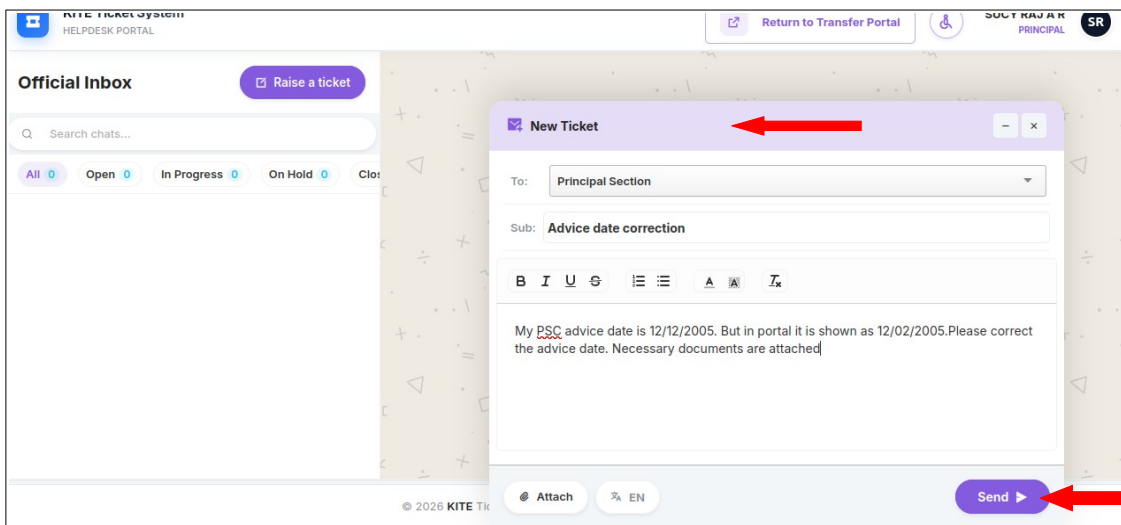 KITE Ticket System
HELPDESK PORTAL
Return to Transfer Portal
SUCY RAJ A R
PRINCIPAL
SR
Official Inbox
Raise a ticket
Search chats...
All 0
Open 0
In Progress 0
On Hold 0
Clos
New Ticket
To: Principal Section
Sub: Advice date correction
My PSC advice date is 12/12/2005. But in portal it is shown as 12/02/2005.Please correct
the advice date. Necessary documents are attached
Attach
EN
Send
© 2026 KITE Tic